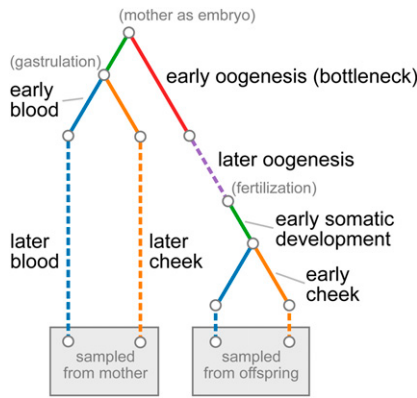 (mother as embryo)
(gastrulation)
early
blood
early oogenesis (bottleneck)
later oogenesis
(fertilization)
early somatic
development
later
blood
later
cheek
early
cheek
sampled
from mother
sampled
from offspring